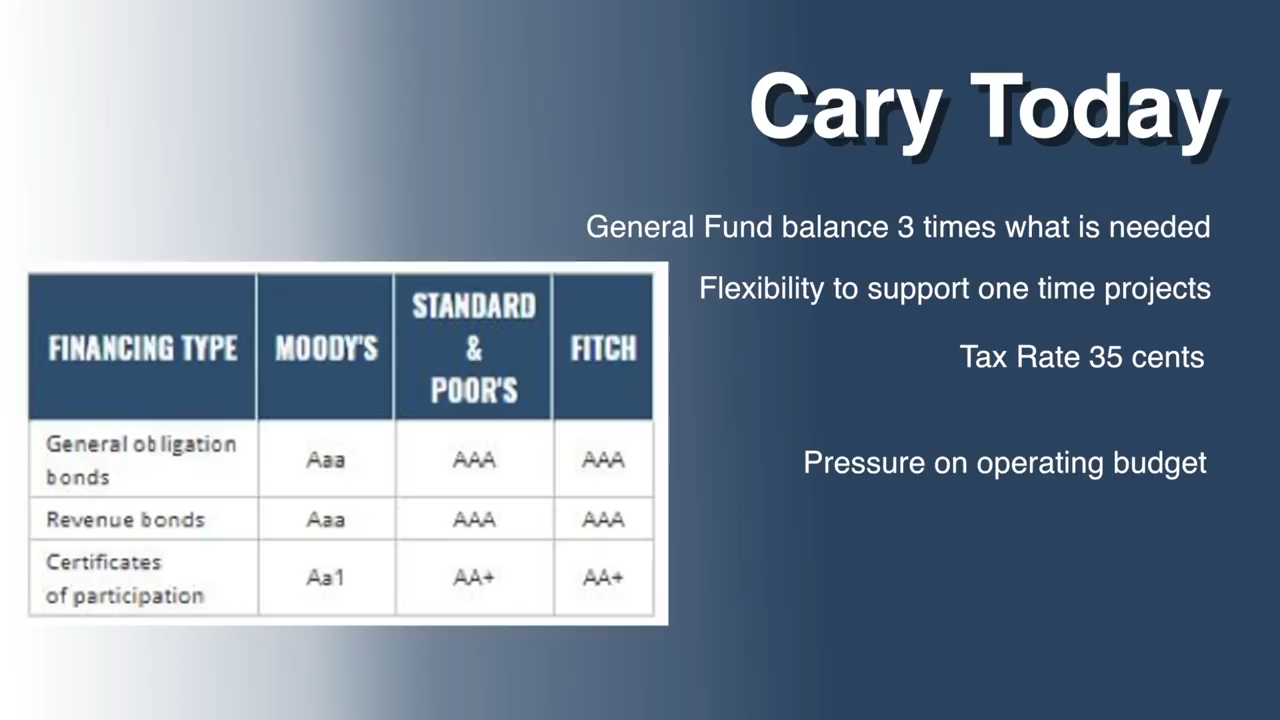 Cary Today
General Fund balance 3 times what is needed
Flexibility to support one time projects
Tax Rate 35 cents
Pressure on operating budget
FINANCING TYPE MOODY'S STANDARD & POOR'S FITCH
General obligation bonds Aaa AAA AAA
Revenue bonds Aaa AAA AAA
Certificates of participation Aa1 AA+ AA+